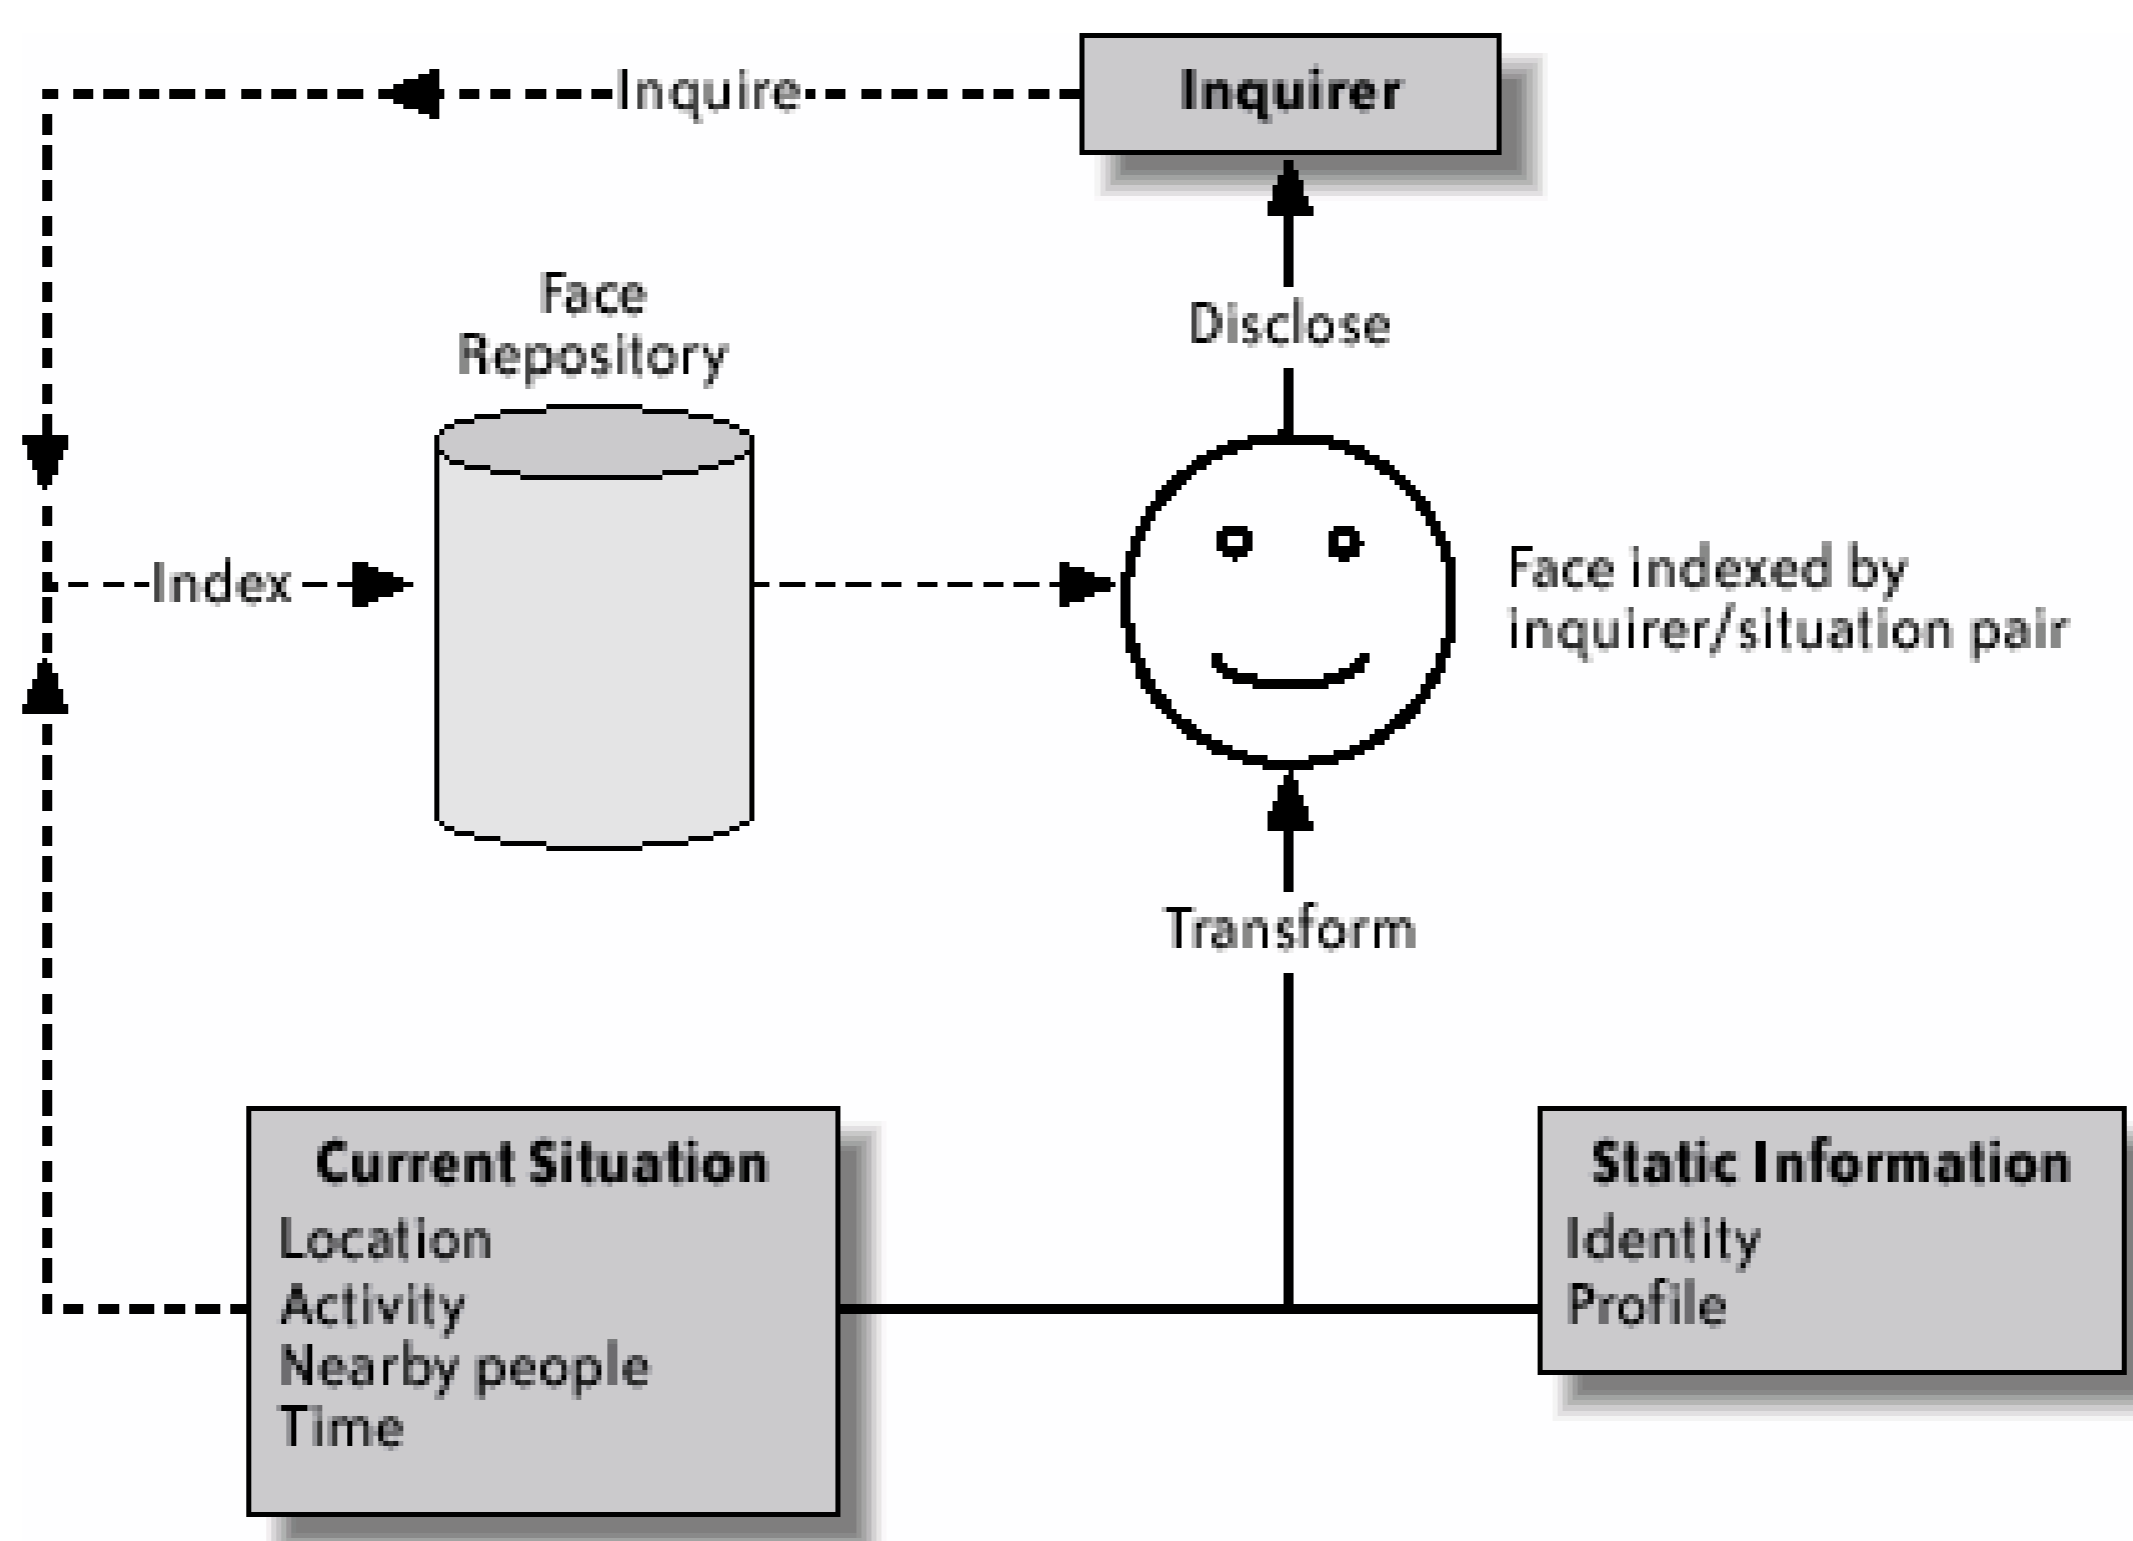 Inquire
Inquirer
Face
Repository
Disclose
Index
Face indexed by
inquirer/situation pair
Transform
Current Situation
Location
Activity
Nearby people
Time
Static Information
Identity
Profile